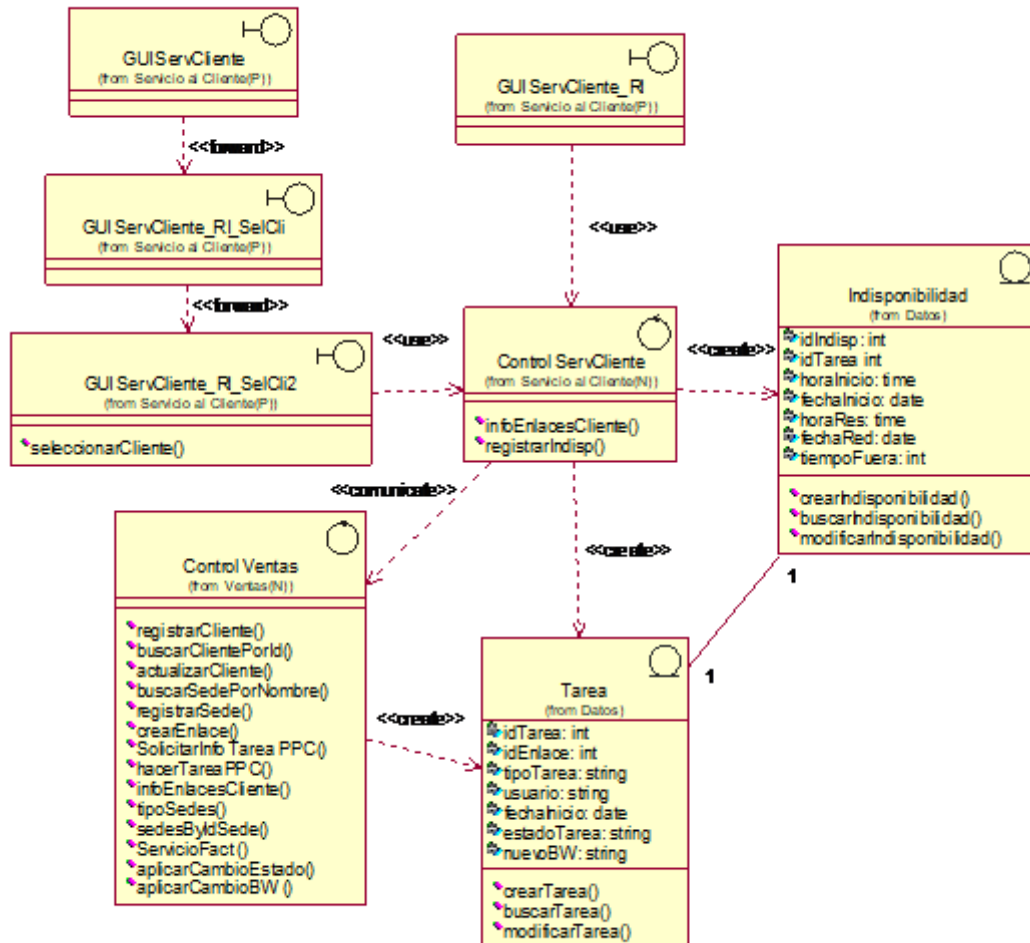 GUIServCliente
(from Servicio al Cliente(P))
<<forward>>
GUIServCliente_RI_SelCli
(from Servicio al Cliente(P))
<<forward>>
GUIServCliente_RI_SelCli2
(from Servicio al Cliente(P))
seleccionarCliente()
GUIServCliente_RI
(from Servicio al Cliente(P))
<<use>>
<<use>>
Control ServCliente
(from Servicio al Cliente(N))
infoEnlacesCliente()
registrarIndisp()
<<create>>
Indisponibilidad
(from Datos)
idIndisp: int
idTarea int
horaInicio: time
fechaInicio: date
horaRes: time
fechaRed: date
tiempoFuera: int
crearIndisponibilidad()
buscarIndisponibilidad()
modificarIndisponibilidad()
1
<<comunicate>>
<<create>>
Control Ventas
(from Ventas(N))
registrarCliente()
buscarClientePorId()
actualizarCliente()
buscarSedePorNombre()
registrarSede()
crearEnlace()
SolicitarInfo Tarea PPC()
hacerTareaPPC()
infoEnlacesCliente()
tipoSedes()
sedesByIdSede()
ServicioFact()
aplicarCambioEstado()
aplicarCambioBW()
<<create>>
1
Tarea
(from Datos)
idTarea: int
idEnlace: int
tipoTarea: string
usuario: string
fechaInicio: date
estadoTarea: string
nuevoBW: string
crearTarea()
buscarTarea()
modificarTarea()